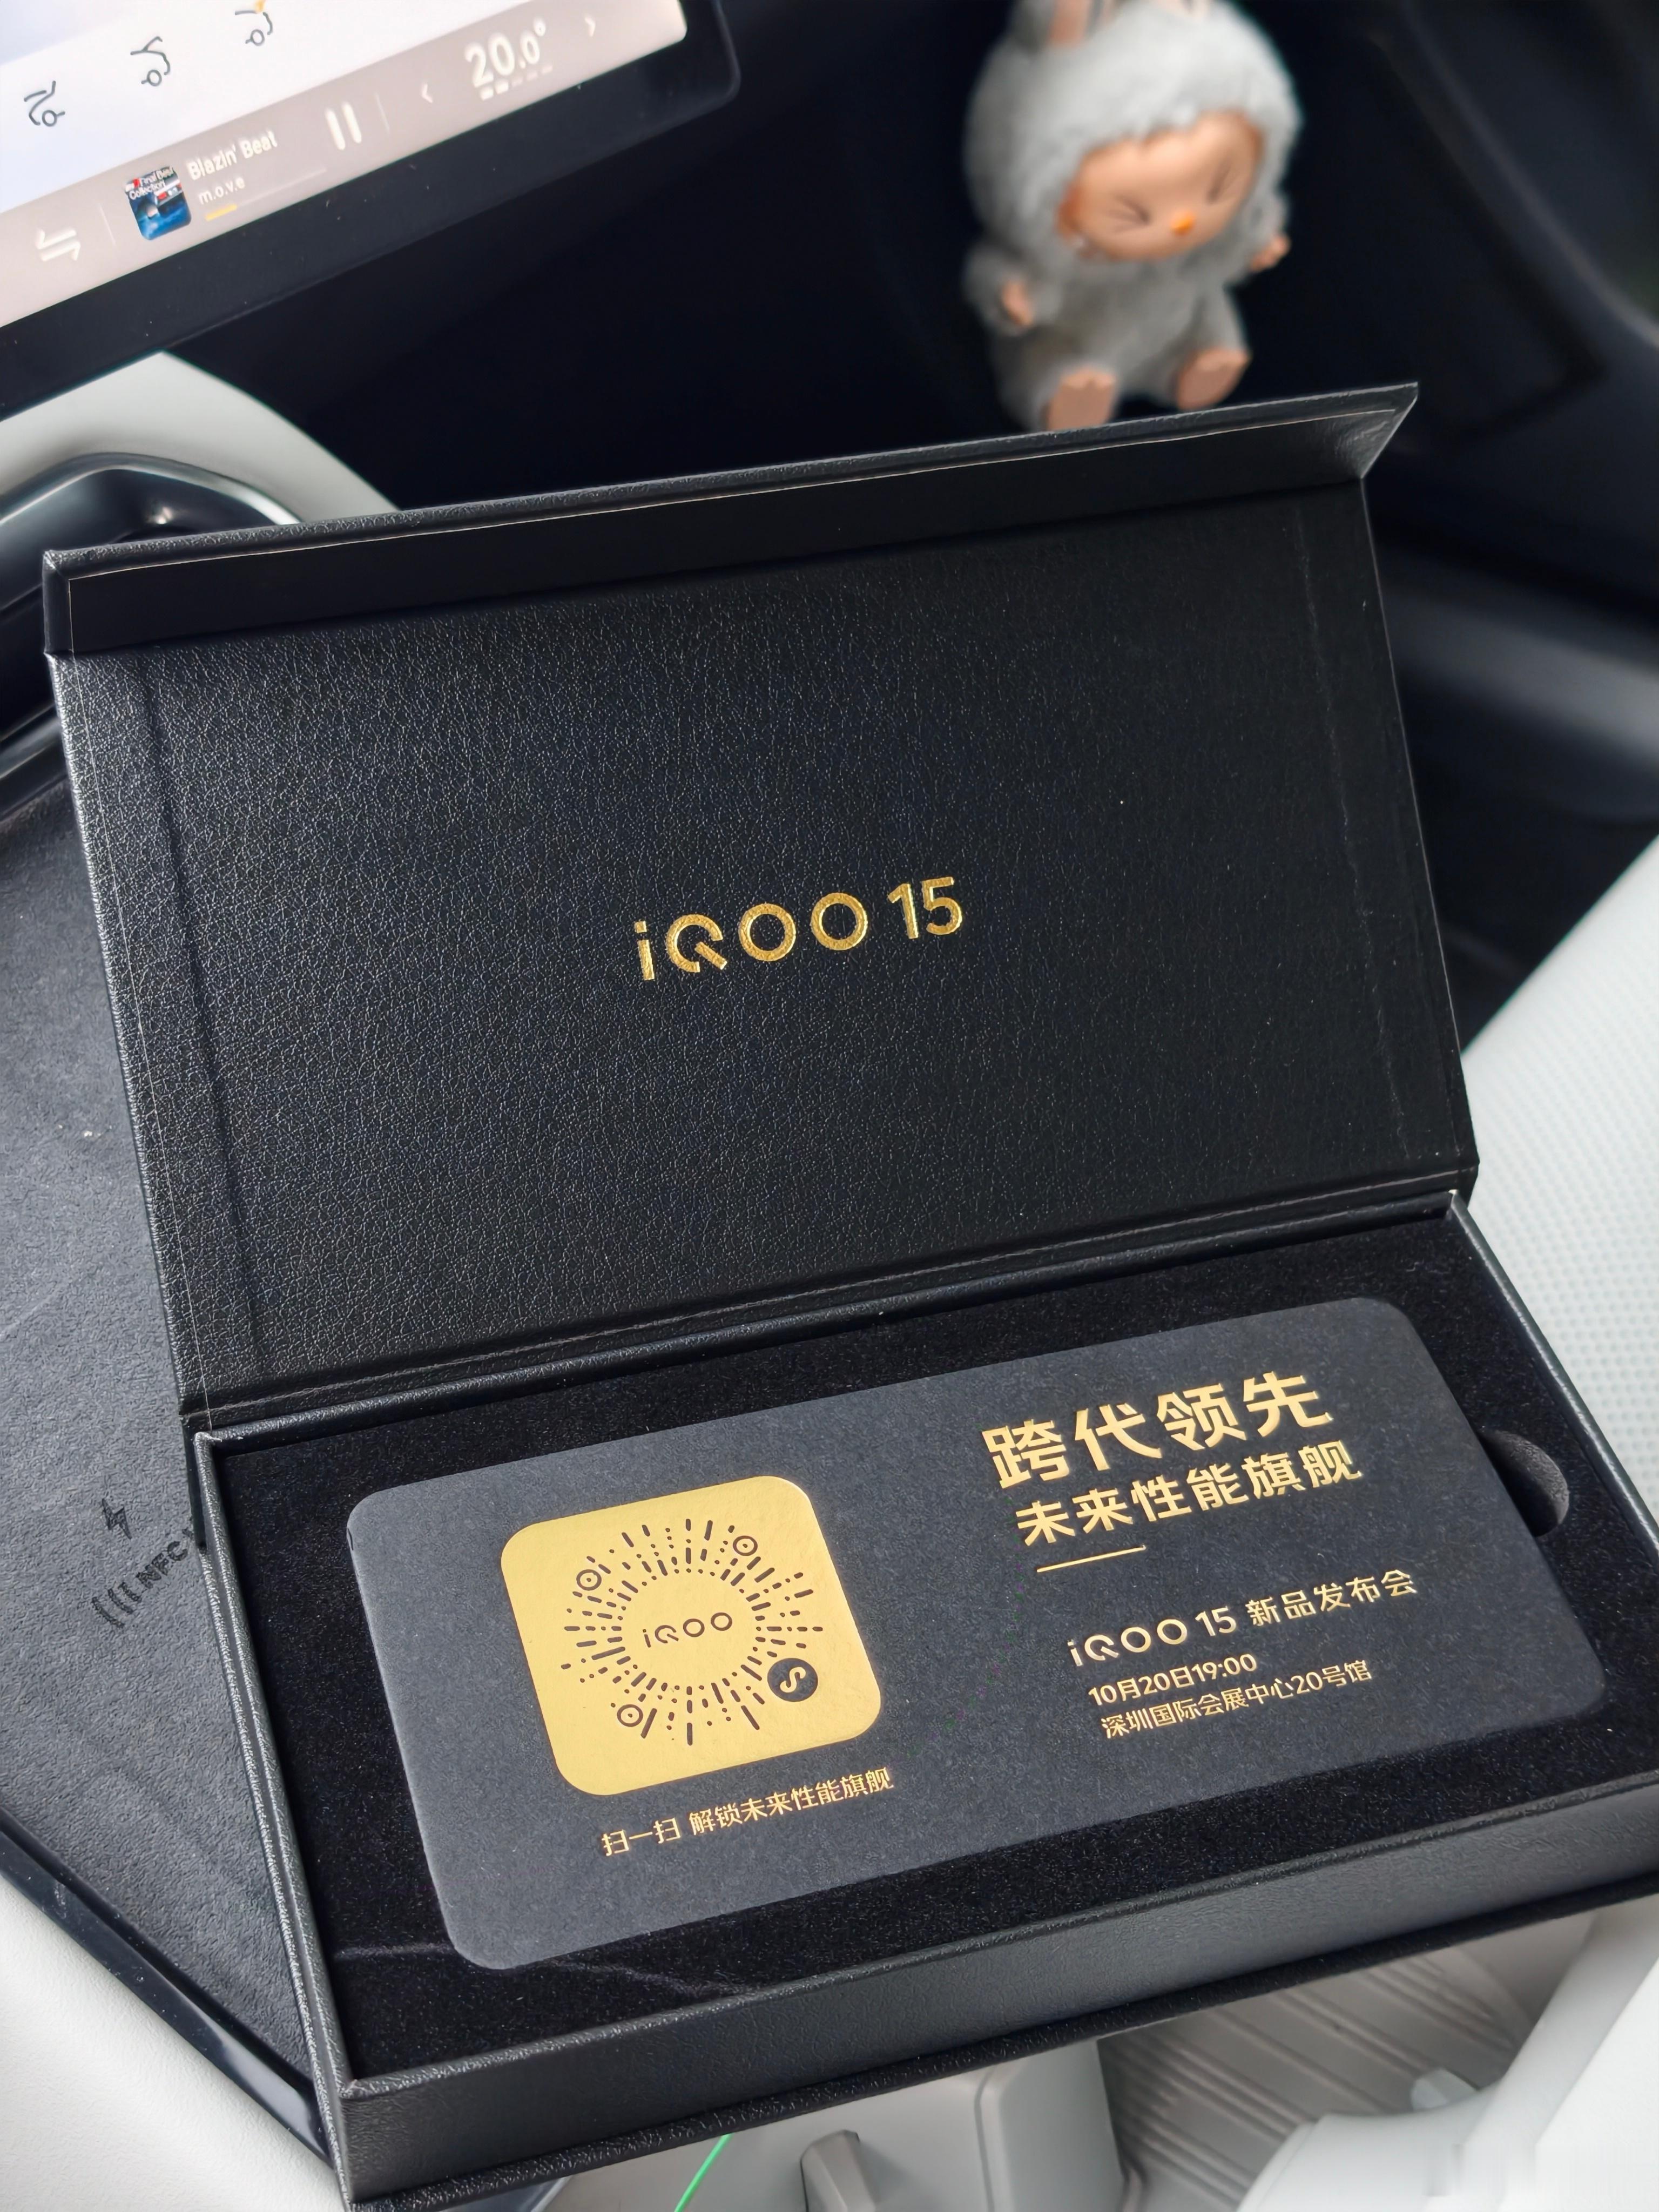 20.0°
Blazin' Beat
m.o.v.e
iQOO 15
NFC
跨代领先
未来性能旗舰
iQOO 15 新品发布会
10月20日19:00
深圳国际会展中心20号馆
iQOO
扫一扫 解锁未来性能旗舰